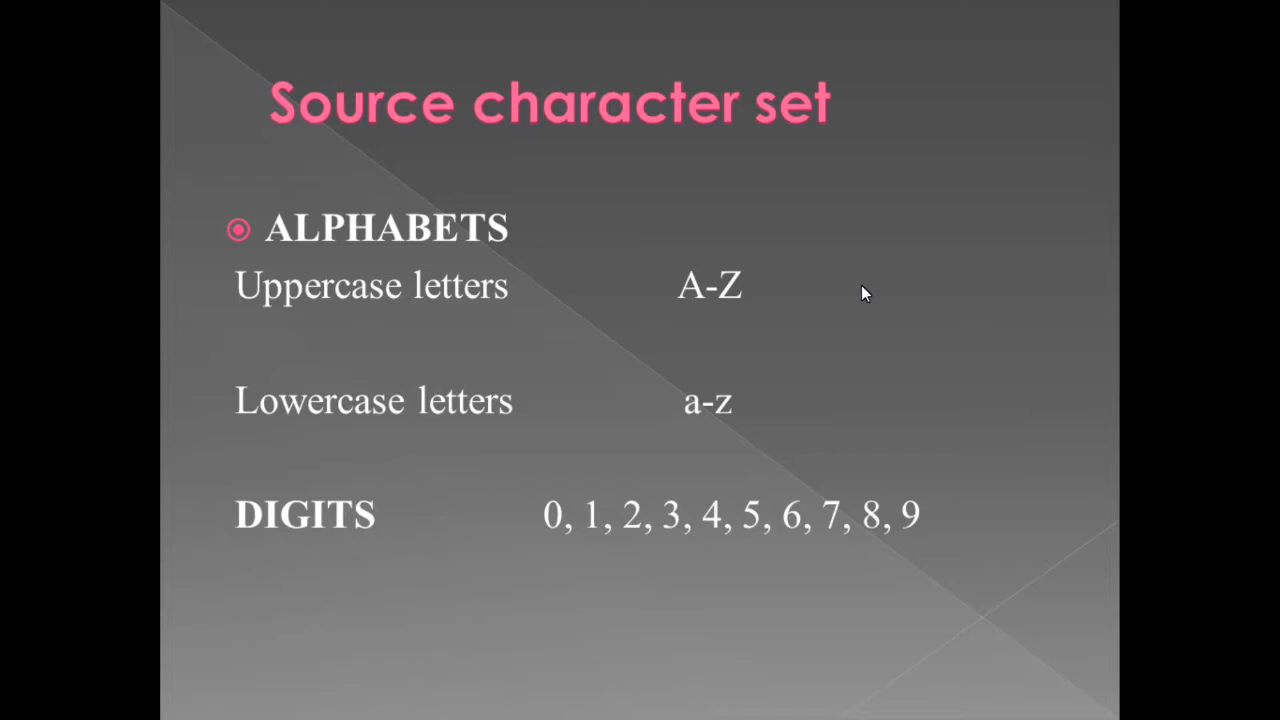 Source character set
ALPHABETS
Uppercase letters A-Z
Lowercase letters a-z
DIGITS 0, 1, 2, 3, 4, 5, 6, 7, 8, 9